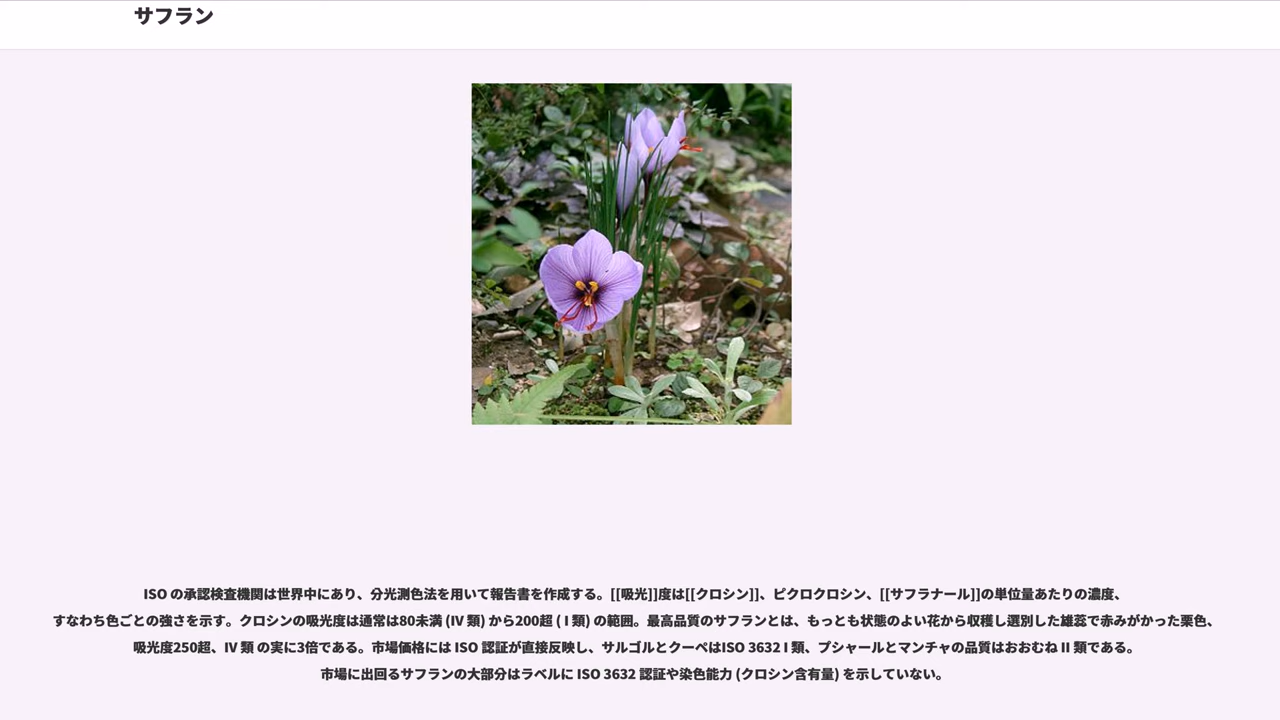 サフラン
ISO の承認検査機関は世界中にあり、分光測色法を用いて報告書を作成する。[[吸光]]度は[[クロシン]]、ピクロクロシン、[[サフラナール]]の単位量あたりの濃度、
すなわち色ごとの強さを示す。クロシンの吸光度は通常は80未満 (IV 類) から200超 ( I 類) の範囲。最高品質のサフランとは、もっとも状態のよい花から収穫し選別した雄蕊で赤みがかった栗色、
吸光度250超、IV 類 の実に3倍である。市場価格には ISO 認証が直接反映し、サルゴルとクーペはISO 3632 I 類、プシャールとマンチャの品質はおおむね II 類である。
市場に出回るサフランの大部分はラベルに ISO 3632 認証や染色能力 (クロシン含有量) を示していない。